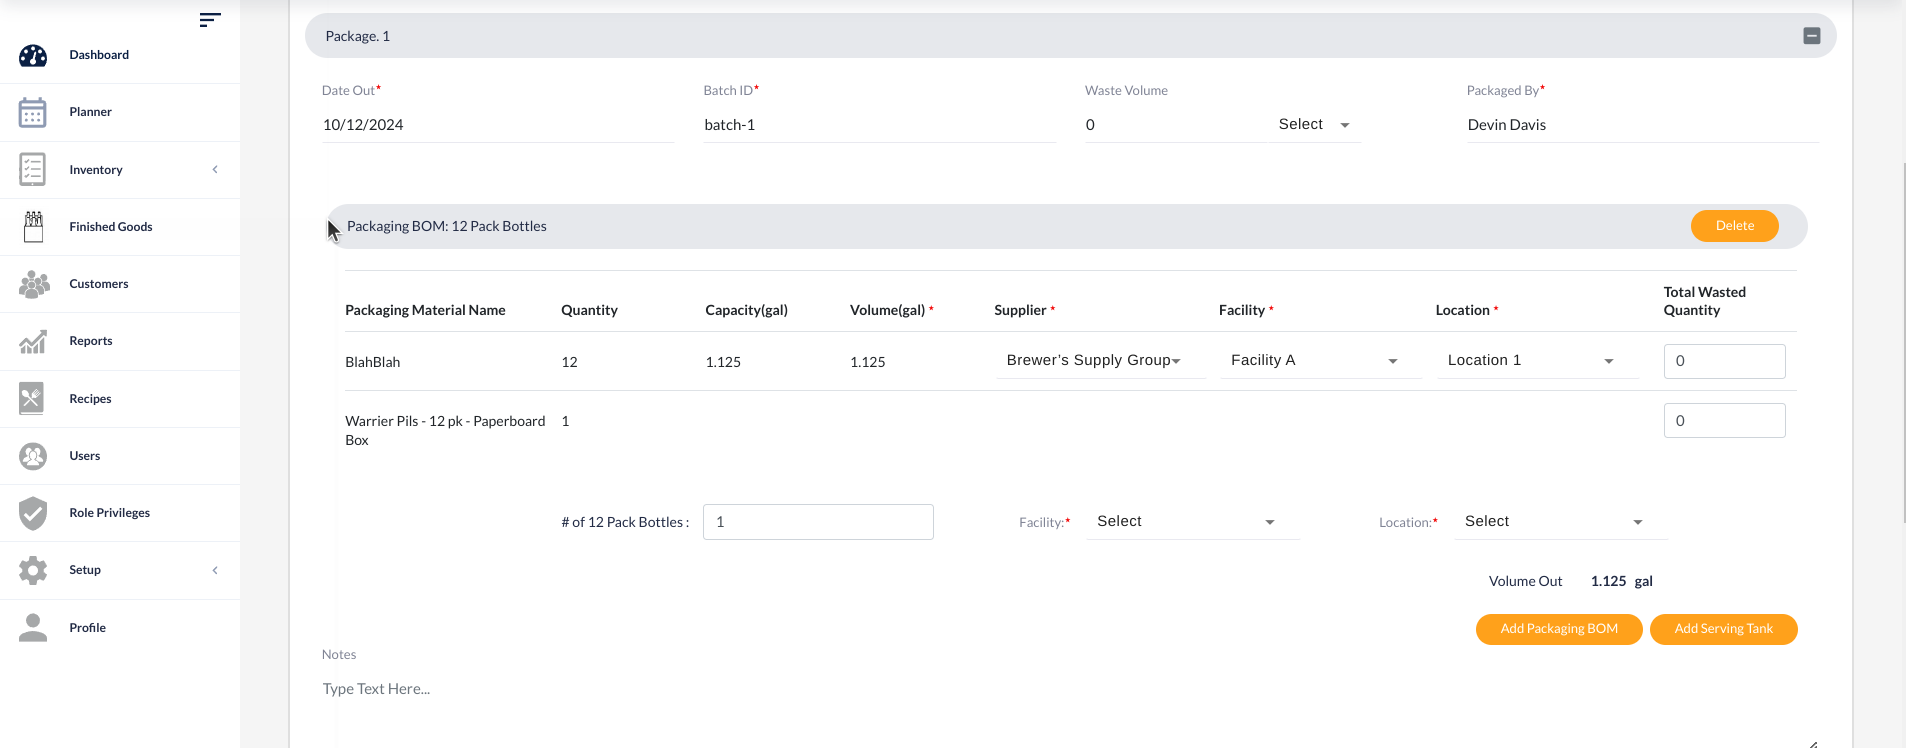 Dashboard
Planner
Inventory
Finished Goods
Customers
Reports
Recipes
Users
Role Privileges
Setup
Profile
Package. 1
Date Out* Batch ID* Waste Volume Packaged By*
10/12/2024 batch-1 0 Select Devin Davis
Packaging BOM: 12 Pack Bottles Delete
Packaging Material Name Quantity Capacity(gal) Volume(gal) * Supplier * Facility * Location * Total Wasted
Quantity
BlahBlah 12 1.125 1.125 Brewer’s Supply Group Facility A Location 1 0
Warrier Pils - 12 pk - Paperboard 1 0
Box
# of 12 Pack Bottles : 1 Facility:* Select Location:* Select
Volume Out 1.125 gal
Add Packaging BOM Add Serving Tank
Notes
Type Text Here...